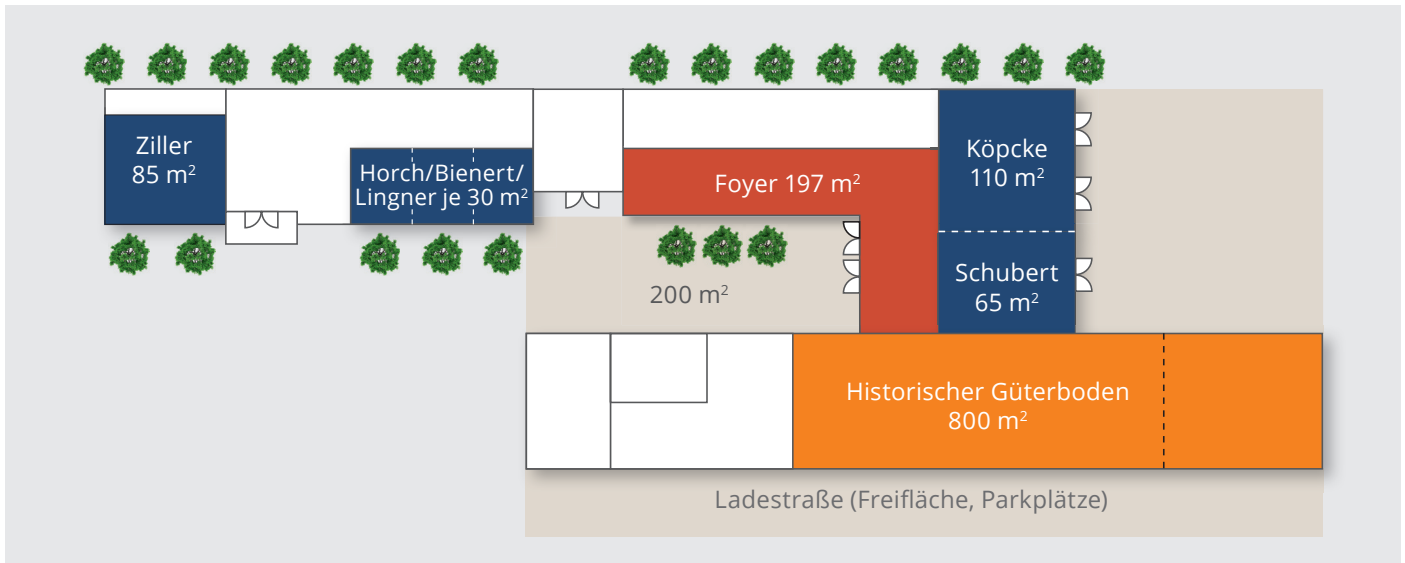 Ziller
85 m²
Horch/Bienert/
Lingner je 30 m²
Foyer 197 m²
Köpcke
110 m²
Schubert
65 m²
200 m²
Historischer Güterboden
800 m²
Ladestraße (Freifläche, Parkplätze)